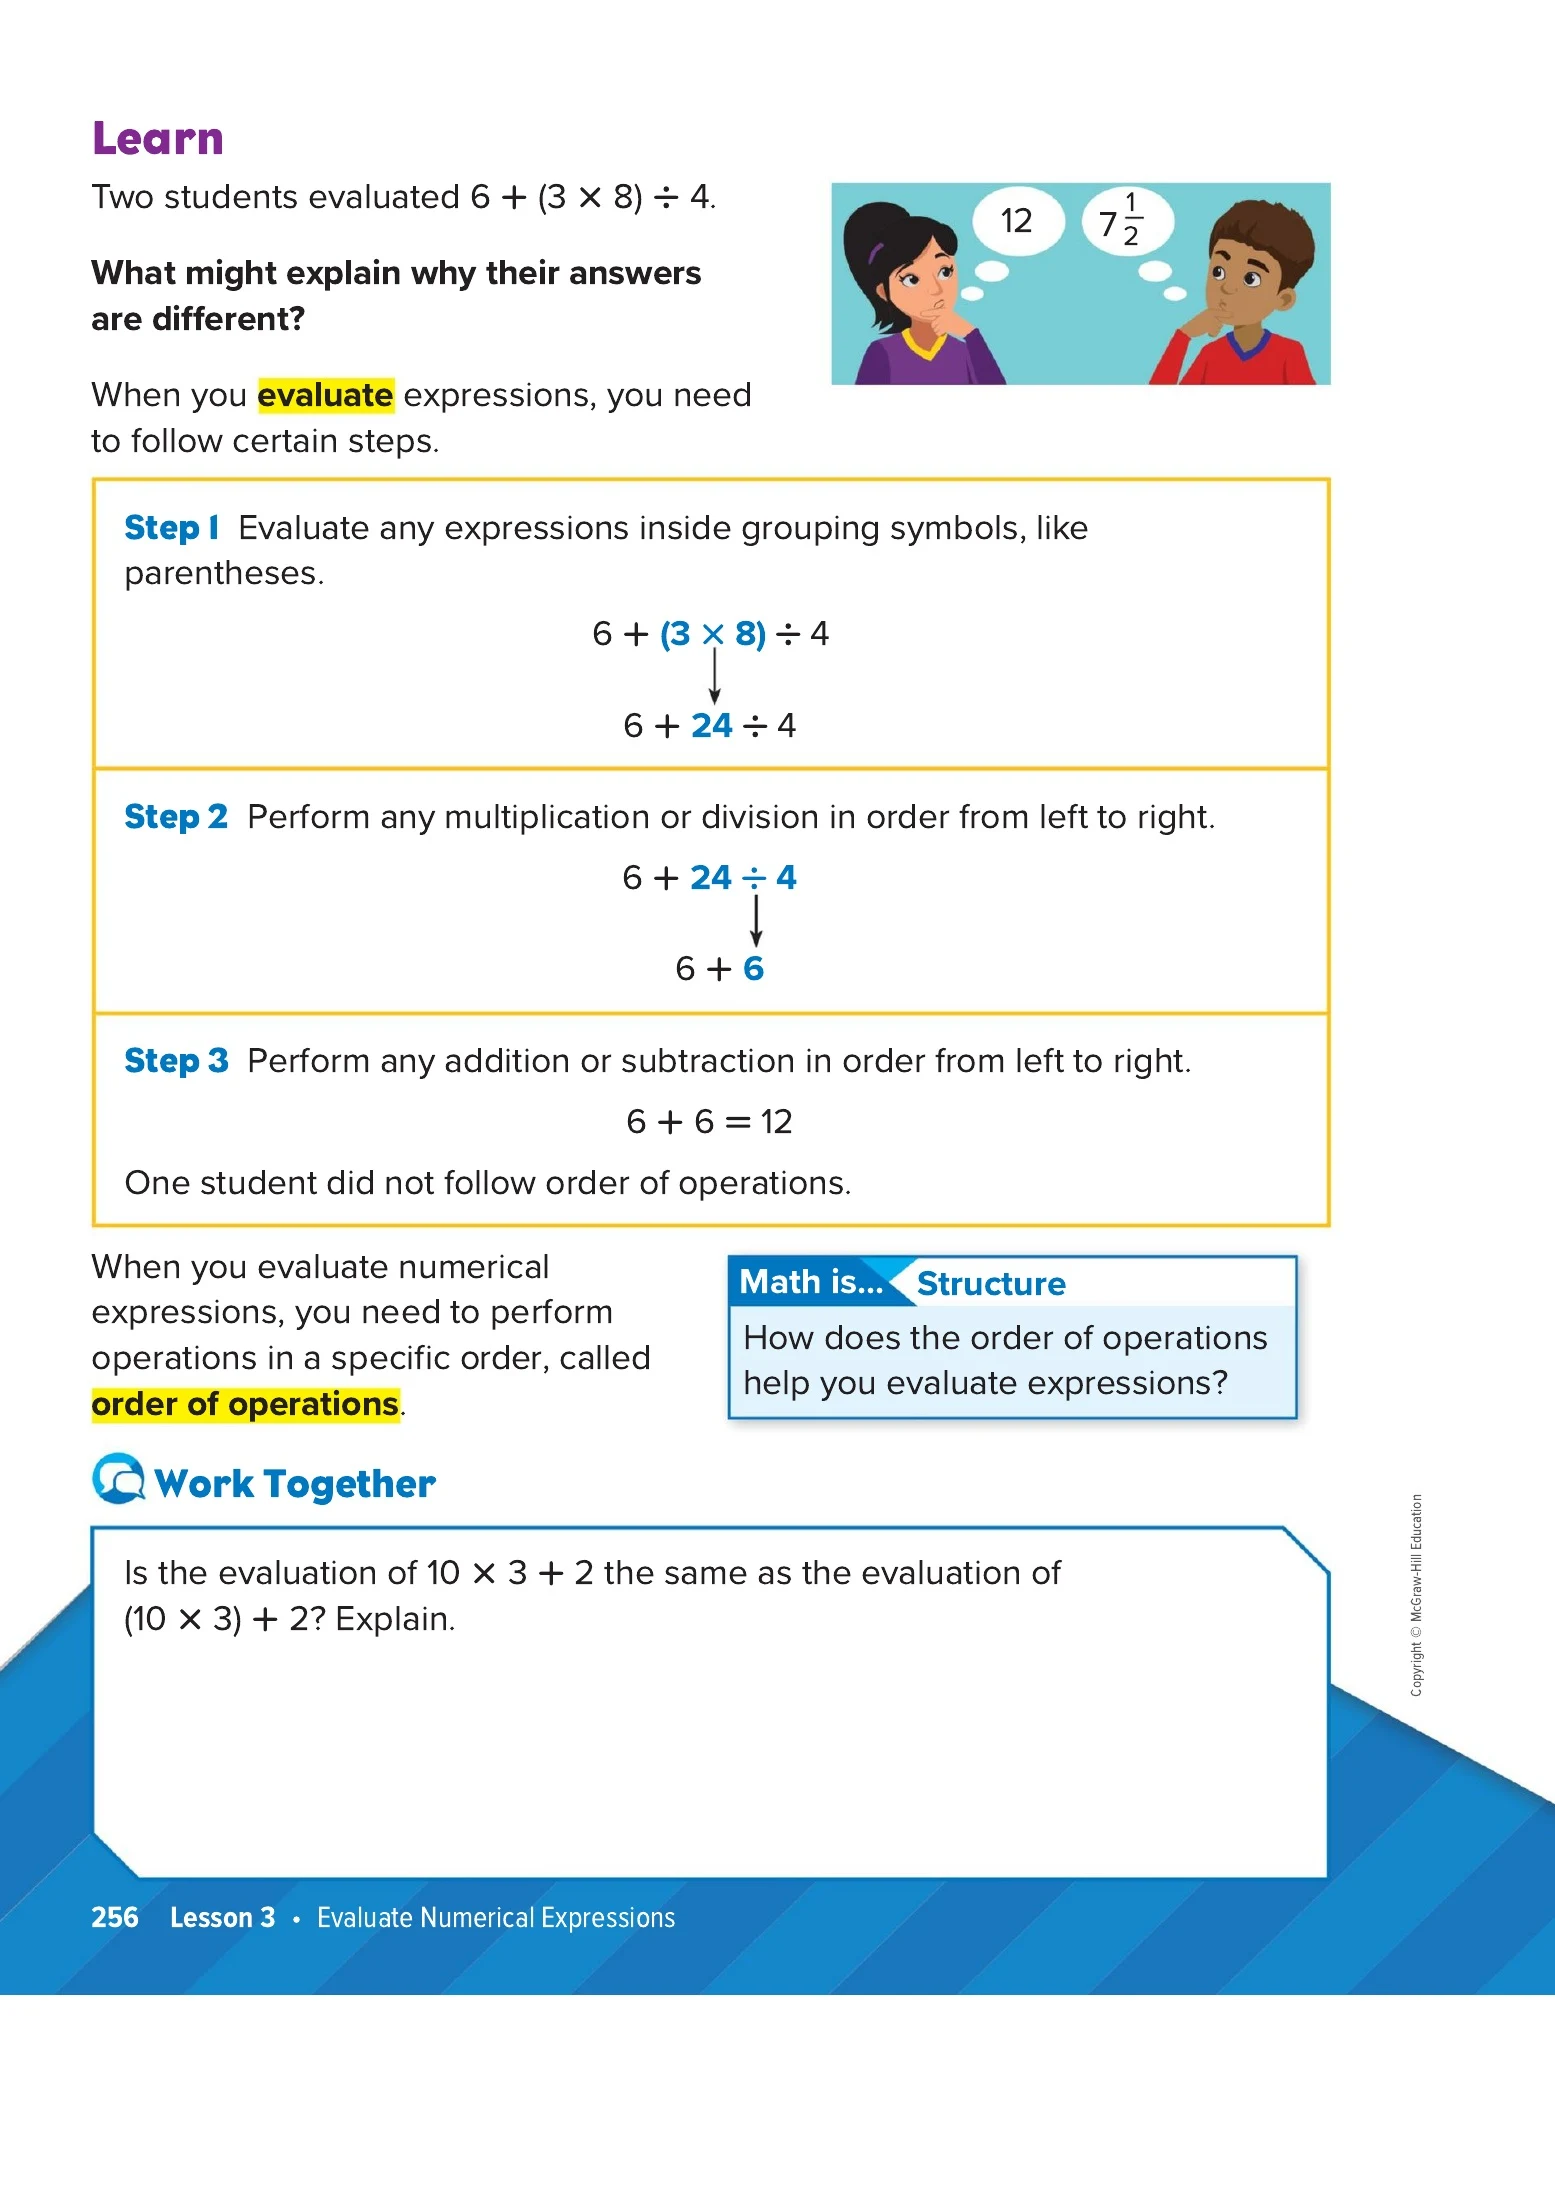 Learn
Two students evaluated 6 + (3 × 8) ÷ 4.
What might explain why their answers
are different?
12
7 1/2
When you evaluate expressions, you need
to follow certain steps.
Step 1 Evaluate any expressions inside grouping symbols, like
parentheses.
6 + (3 × 8) ÷ 4
6 + 24 ÷ 4
Step 2 Perform any multiplication or division in order from left to right.
6 + 24 ÷ 4
6 + 6
Step 3 Perform any addition or subtraction in order from left to right.
6 + 6 = 12
One student did not follow order of operations.
When you evaluate numerical
expressions, you need to perform
operations in a specific order, called
order of operations.
Math is... Structure
How does the order of operations
help you evaluate expressions?
Work Together
Is the evaluation of 10 × 3 + 2 the same as the evaluation of
(10 × 3) + 2? Explain.
Copyright © McGraw-Hill Education
256 Lesson 3 • Evaluate Numerical Expressions